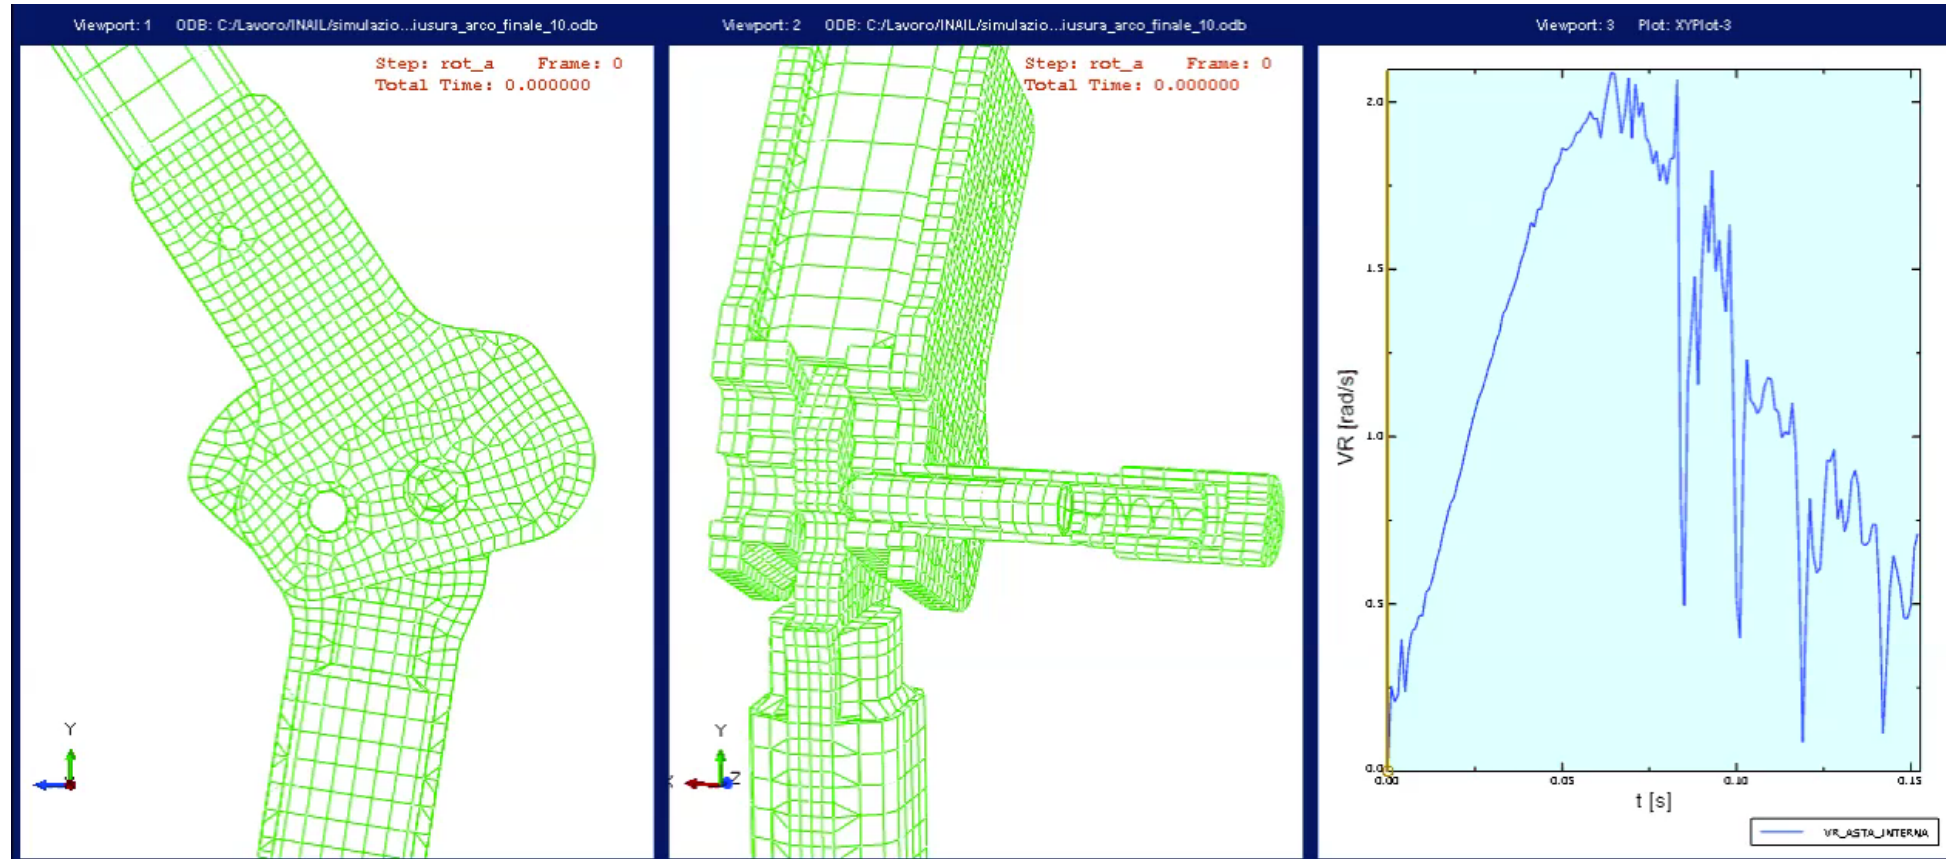 Viewport: 1 ODB: C:/Lavoro/INAIL/simulazio...iusura_arco_finale_10.odb
Step: rot_a Frame: 0
Total Time: 0.000000
Y
Viewport: 2 ODB: C:/Lavoro/INAIL/simulazio...iusura_arco_finale_10.odb
Step: rot_a Frame: 0
Total Time: 0.000000
Y
Z
X
Viewport: 3 Plot: XYPlot-3
2.0
1.5
1.0
0.5
0.0
VR [rad/s]
0.00 0.05 0.10 0.15
t [s]
VR_ASTA_INTERNA